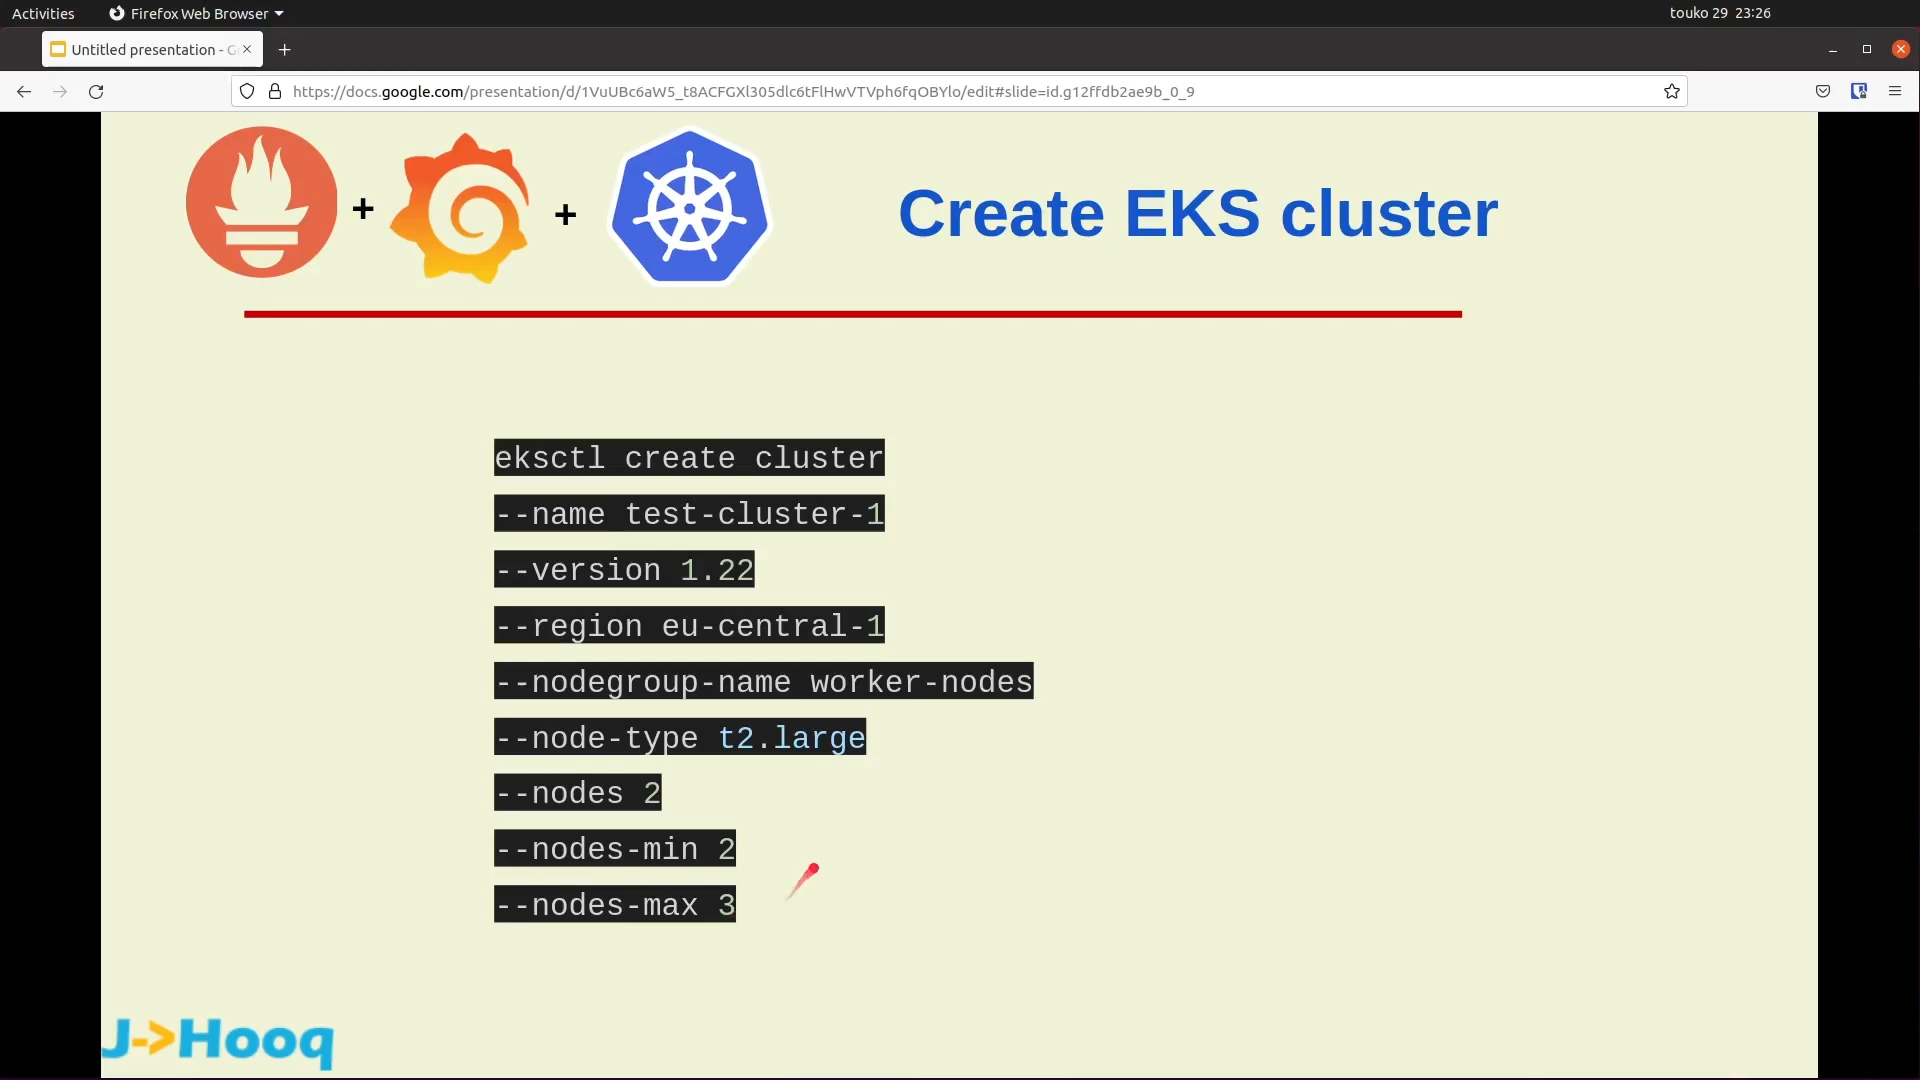 Activities
Firefox Web Browser
touko 29 23:26
Untitled presentation - G
https://docs.google.com/presentation/d/1VuUBc6aW5_t8ACFGXl305dlc6tFlHwVTVph6fqOBYlo/edit#slide=id.g12ffdb2ae9b_0_9
+
+
Create EKS cluster
eksctl create cluster
--name test-cluster-1
--version 1.22
--region eu-central-1
--nodegroup-name worker-nodes
--node-type t2.large
--nodes 2
--nodes-min 2
--nodes-max 3
J->Hooq